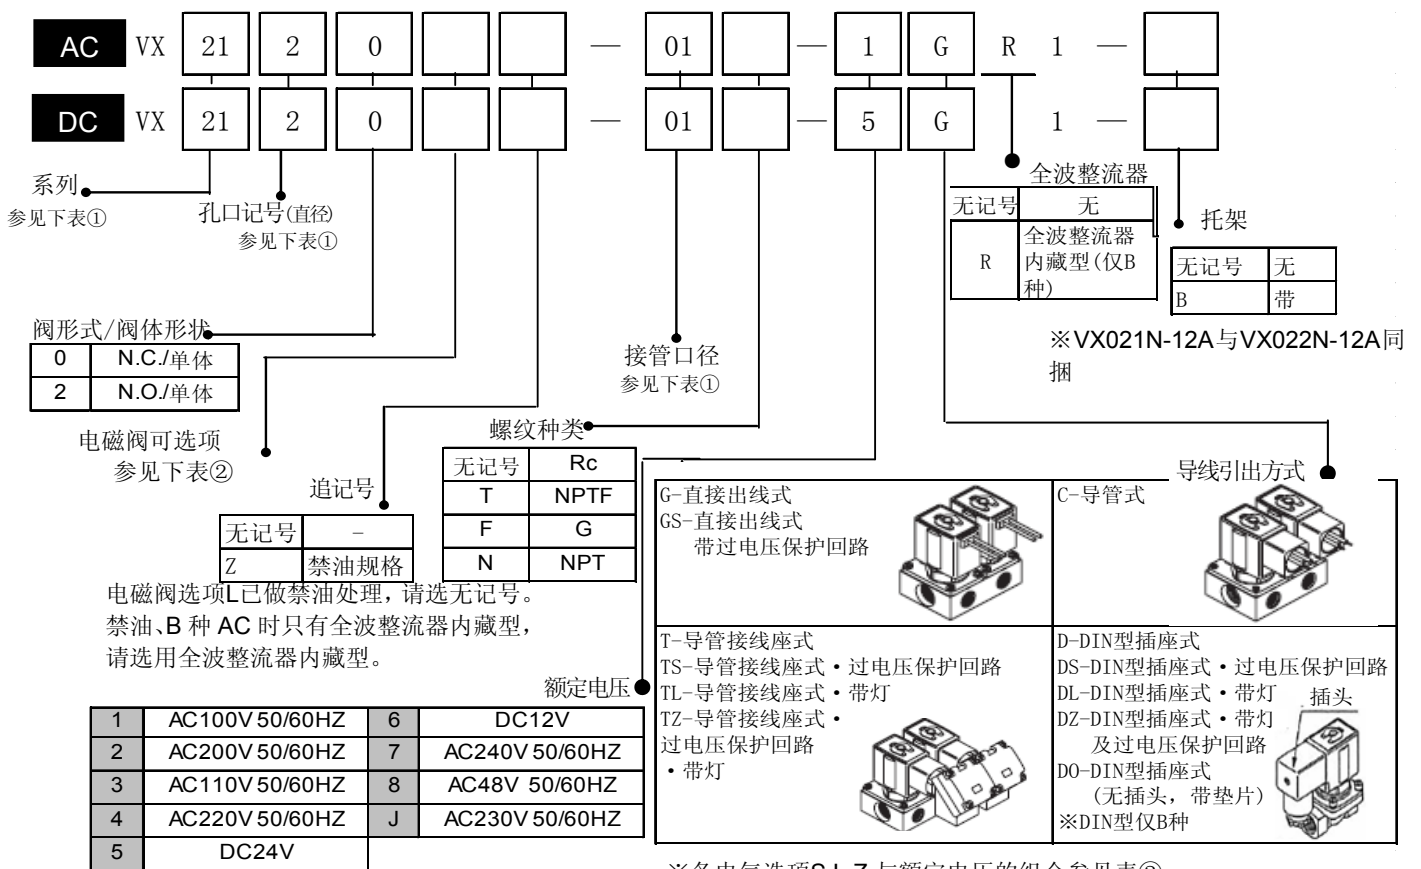 AC VX 21 2 0 — 01 — 1 G R 1 —
DC VX 21 2 0 — 01 — 5 G 1 —
系列
参见下表①
孔口记号(直径)
参见下表①
全波整流器
无记号 无
R 全波整流器
内藏型(仅B
种)
托架
无记号 无
B 带
※VX021N-12A与VX022N-12A同
捆
阀形式/阀体形状
0 N.C./单体
2 N.O./单体
接管口径
参见下表①
电磁阀可选项
参见下表②
螺纹种类
无记号 Rc
T NPTF
F G
N NPT
追记号
无记号 –
Z 禁油规格
电磁阀选项L已做禁油处理,请选无记号。
禁油、B 种 AC 时只有全波整流器内藏型,
请选用全波整流器内藏型。
导线引出方式
G-直接出线式
GS-直接出线式
带过电压保护回路
C-导管式
T-导管接线座式
TS-导管接线座式・过电压保护回路
TL-导管接线座式・带灯
TZ-导管接线座式・
过电压保护回路
・带灯
D-DIN型插座式
DS-DIN型插座式・过电压保护回路
DL-DIN型插座式・带灯
DZ-DIN型插座式・带灯
及过电压保护回路
DO-DIN型插座式
(无插头，带垫片)
※DIN型仅B种
插头
额定电压
1 AC100V 50/60HZ 6 DC12V
2 AC200V 50/60HZ 7 AC240V 50/60HZ
3 AC110V 50/60HZ 8 AC48V 50/60HZ
4 AC220V 50/60HZ J AC230V 50/60HZ
5 DC24V